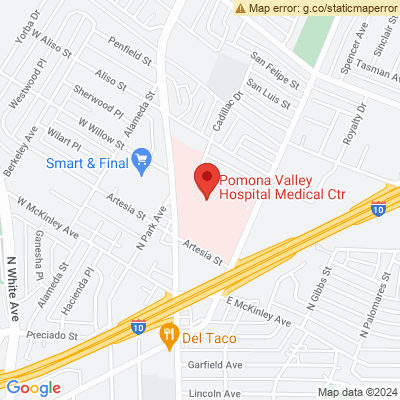 Map error: g.co/staticmaperror
Yorba Dr
W Aliso St
Penfield St
Aliso St
Westwood Pl
Sherwood Pl
Alameda St
W Willow St
Wilart Pl
Berkeley Ave
San Felipe St
San Luis St
Cadillac Dr
Spencer Ave
Sinclair St
Tasman Ave
Royalty Dr
Smart & Final
Pomona Valley
Hospital Medical Ctr
10
W McKinley Ave
Artesia St
N Park Ave
Artesia St
N White Ave
Ganesha Pl
Alameda St
Hacienda Pl
Preciado St
10
E McKinley Ave
N Gibbs St
N Palomares St
Del Taco
Garfield Ave
Lincoln Ave
Google
Map data ©2024